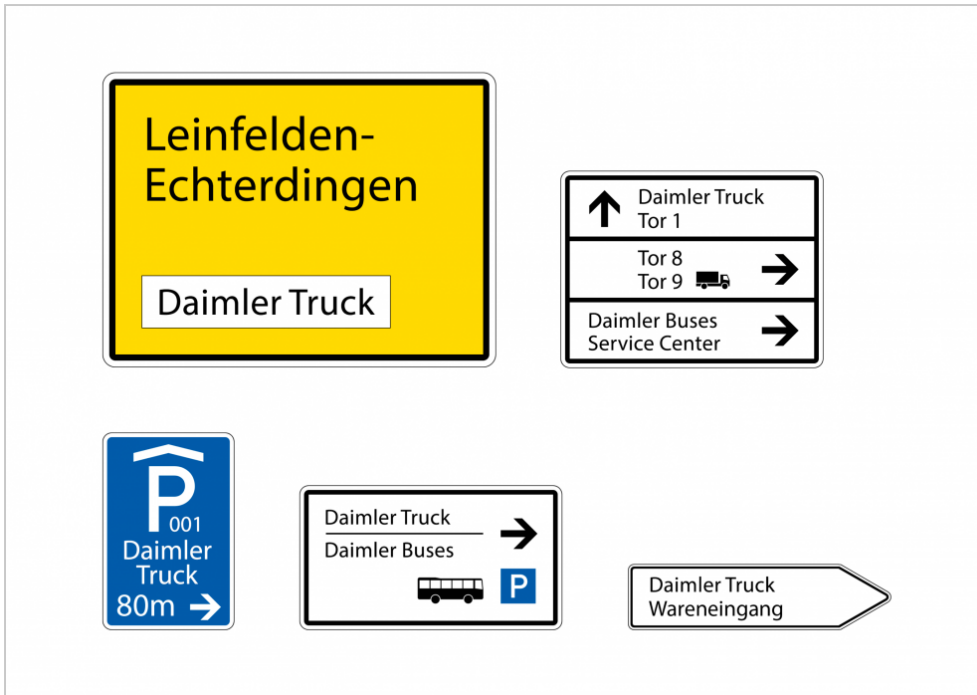 Leinfelden-
Echterdingen
Daimler Truck
Daimler Truck
Tor 1
Tor 8
Tor 9
Daimler Buses
Service Center
P
001
Daimler
Truck
80m
Daimler Truck
Daimler Buses
P
Daimler Truck
Wareneingang